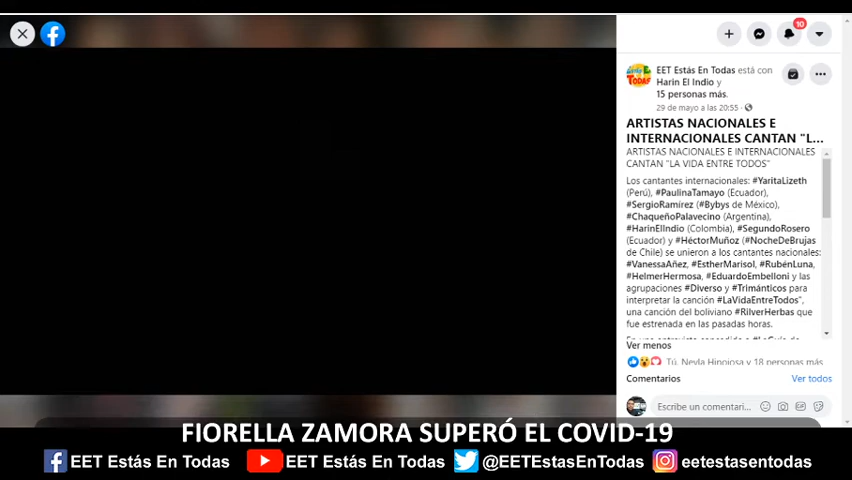 10
EET Estás En Todas está con
Harin El Indio y
15 personas más.
29 de mayo a las 20:55 ·
ARTISTAS NACIONALES E
INTERNACIONALES CANTAN "L...
ARTISTAS NACIONALES E INTERNACIONALES
CANTAN "LA VIDA ENTRE TODOS"
Los cantantes internacionales: #YaritaLizeth
(Perú), #PaulinaTamayo (Ecuador),
#SergioRamírez (#Bybys de México),
#ChaqueñoPalavecino (Argentina),
#HarinElIndio (Colombia), #SegundoRosero
(Ecuador) y #HéctorMuñoz (#NocheDeBrujas
de Chile) se unieron a los cantantes nacionales:
#VanessaAñez, #EstherMarisol, #RubénLuna,
#HelmerHermosa, #EduardoEmbelloni y las
agrupaciones #Diverso y #Trimánticos para
interpretar la canción #LaVidaEntreTodos",
una canción del boliviano #RilverHerbas que
fue estrenada en las pasadas horas.
Ver menos
Tú, Neyla Hinojosa y 18 personas más
Comentarios
Ver todos
Escribe un comentari...
GIF
FIORELLA ZAMORA SUPERÓ EL COVID-19
EET Estás En Todas
EET Estás En Todas
@EETEstasEnTodas
eetestasentodas